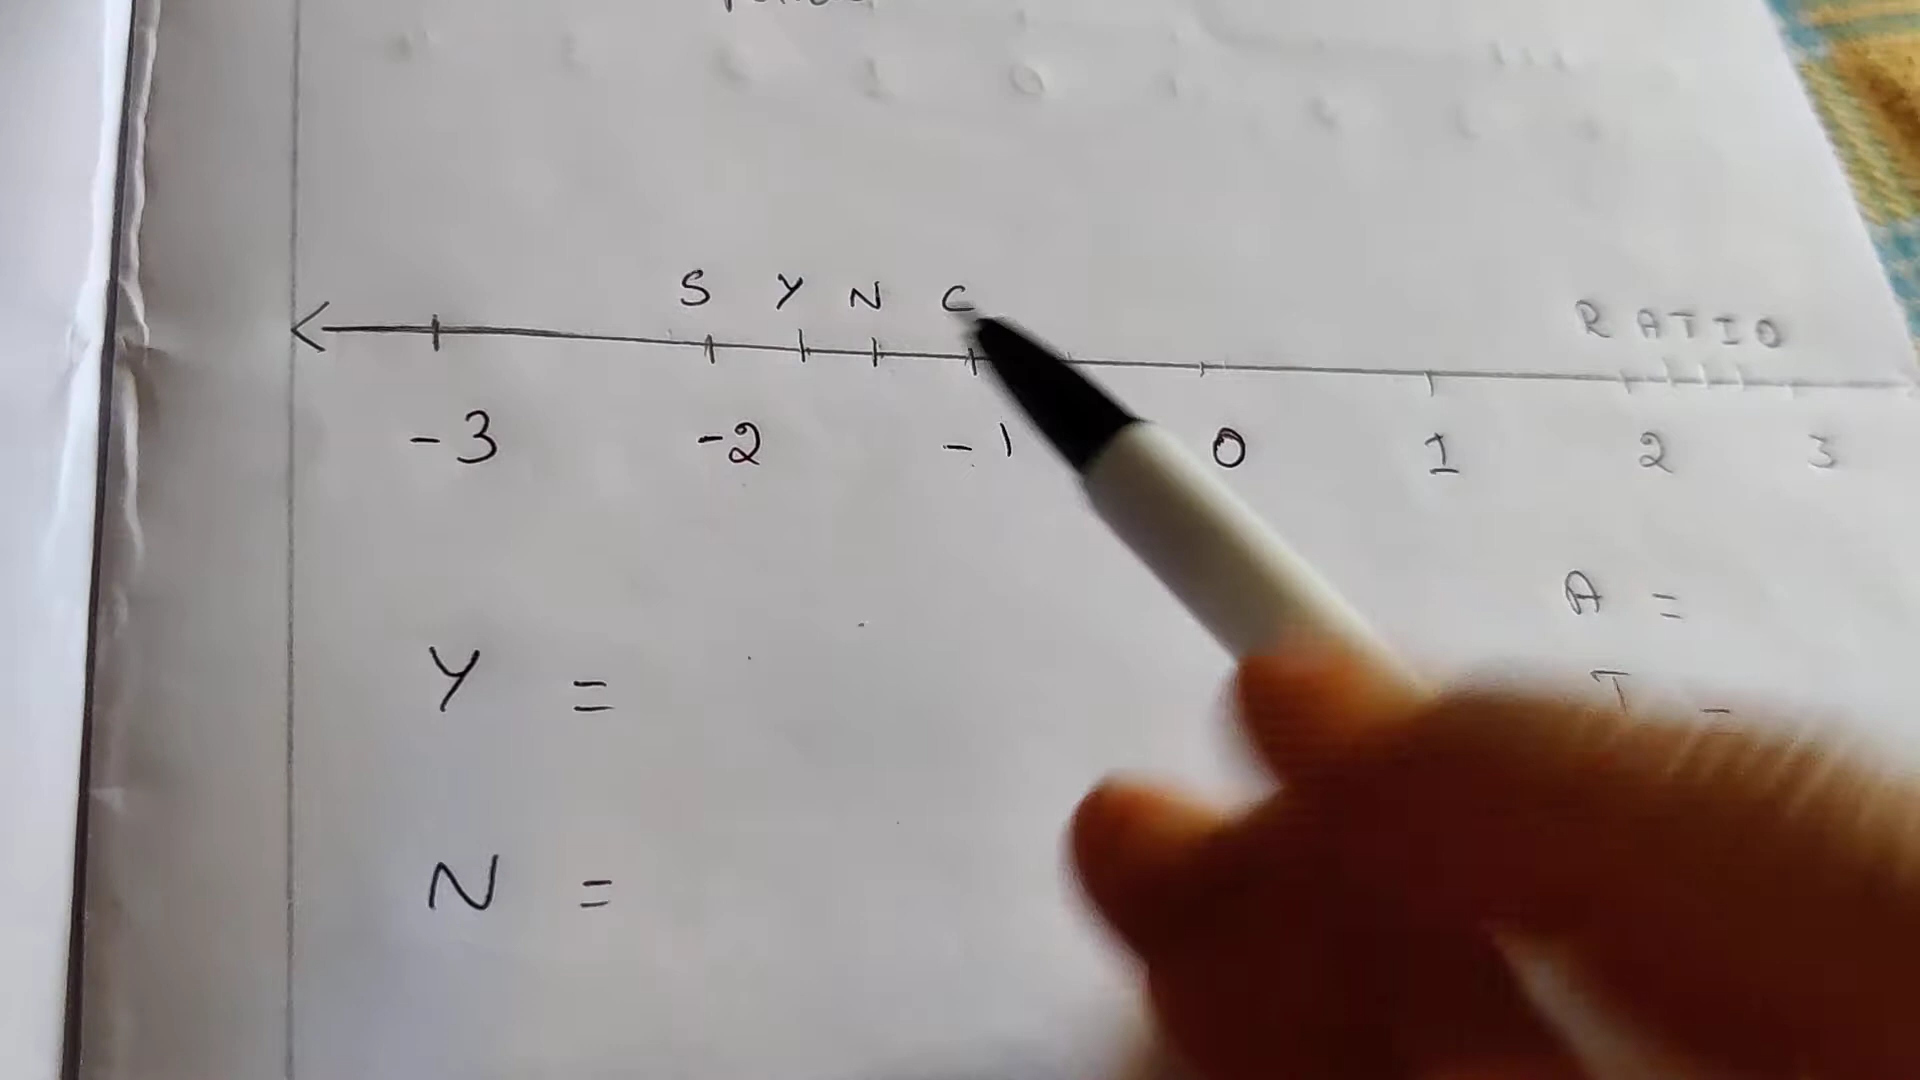 S Y N C R A T I O
-3 -2 -1 0 1 2 3
A =
Y = T =
N =